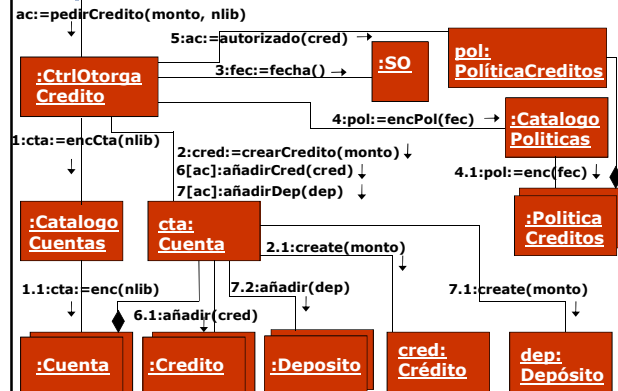 ac:=pedirCredito(monto, nlib)
5:ac:=autorizado(cred)
3:fec:=fecha()
:SO
pol:
PolíticaCreditos
:CtrlOtorga
Credito
4:pol:=encPol(fec)
:Catalogo
Politicas
1:cta:=encCta(nlib)
2:cred:=crearCredito(monto)
6[ac]:añadirCred(cred)
7[ac]:añadirDep(dep)
4.1:pol:=enc(fec)
:Catalogo
Cuentas
cta:
Cuenta
:Politica
Creditos
2.1:create(monto)
1.1:cta:=enc(nlib)
7.2:añadir(dep)
7.1:create(monto)
6.1:añadir(cred)
:Cuenta
:Credito
:Deposito
cred:
Crédito
dep:
Depósito